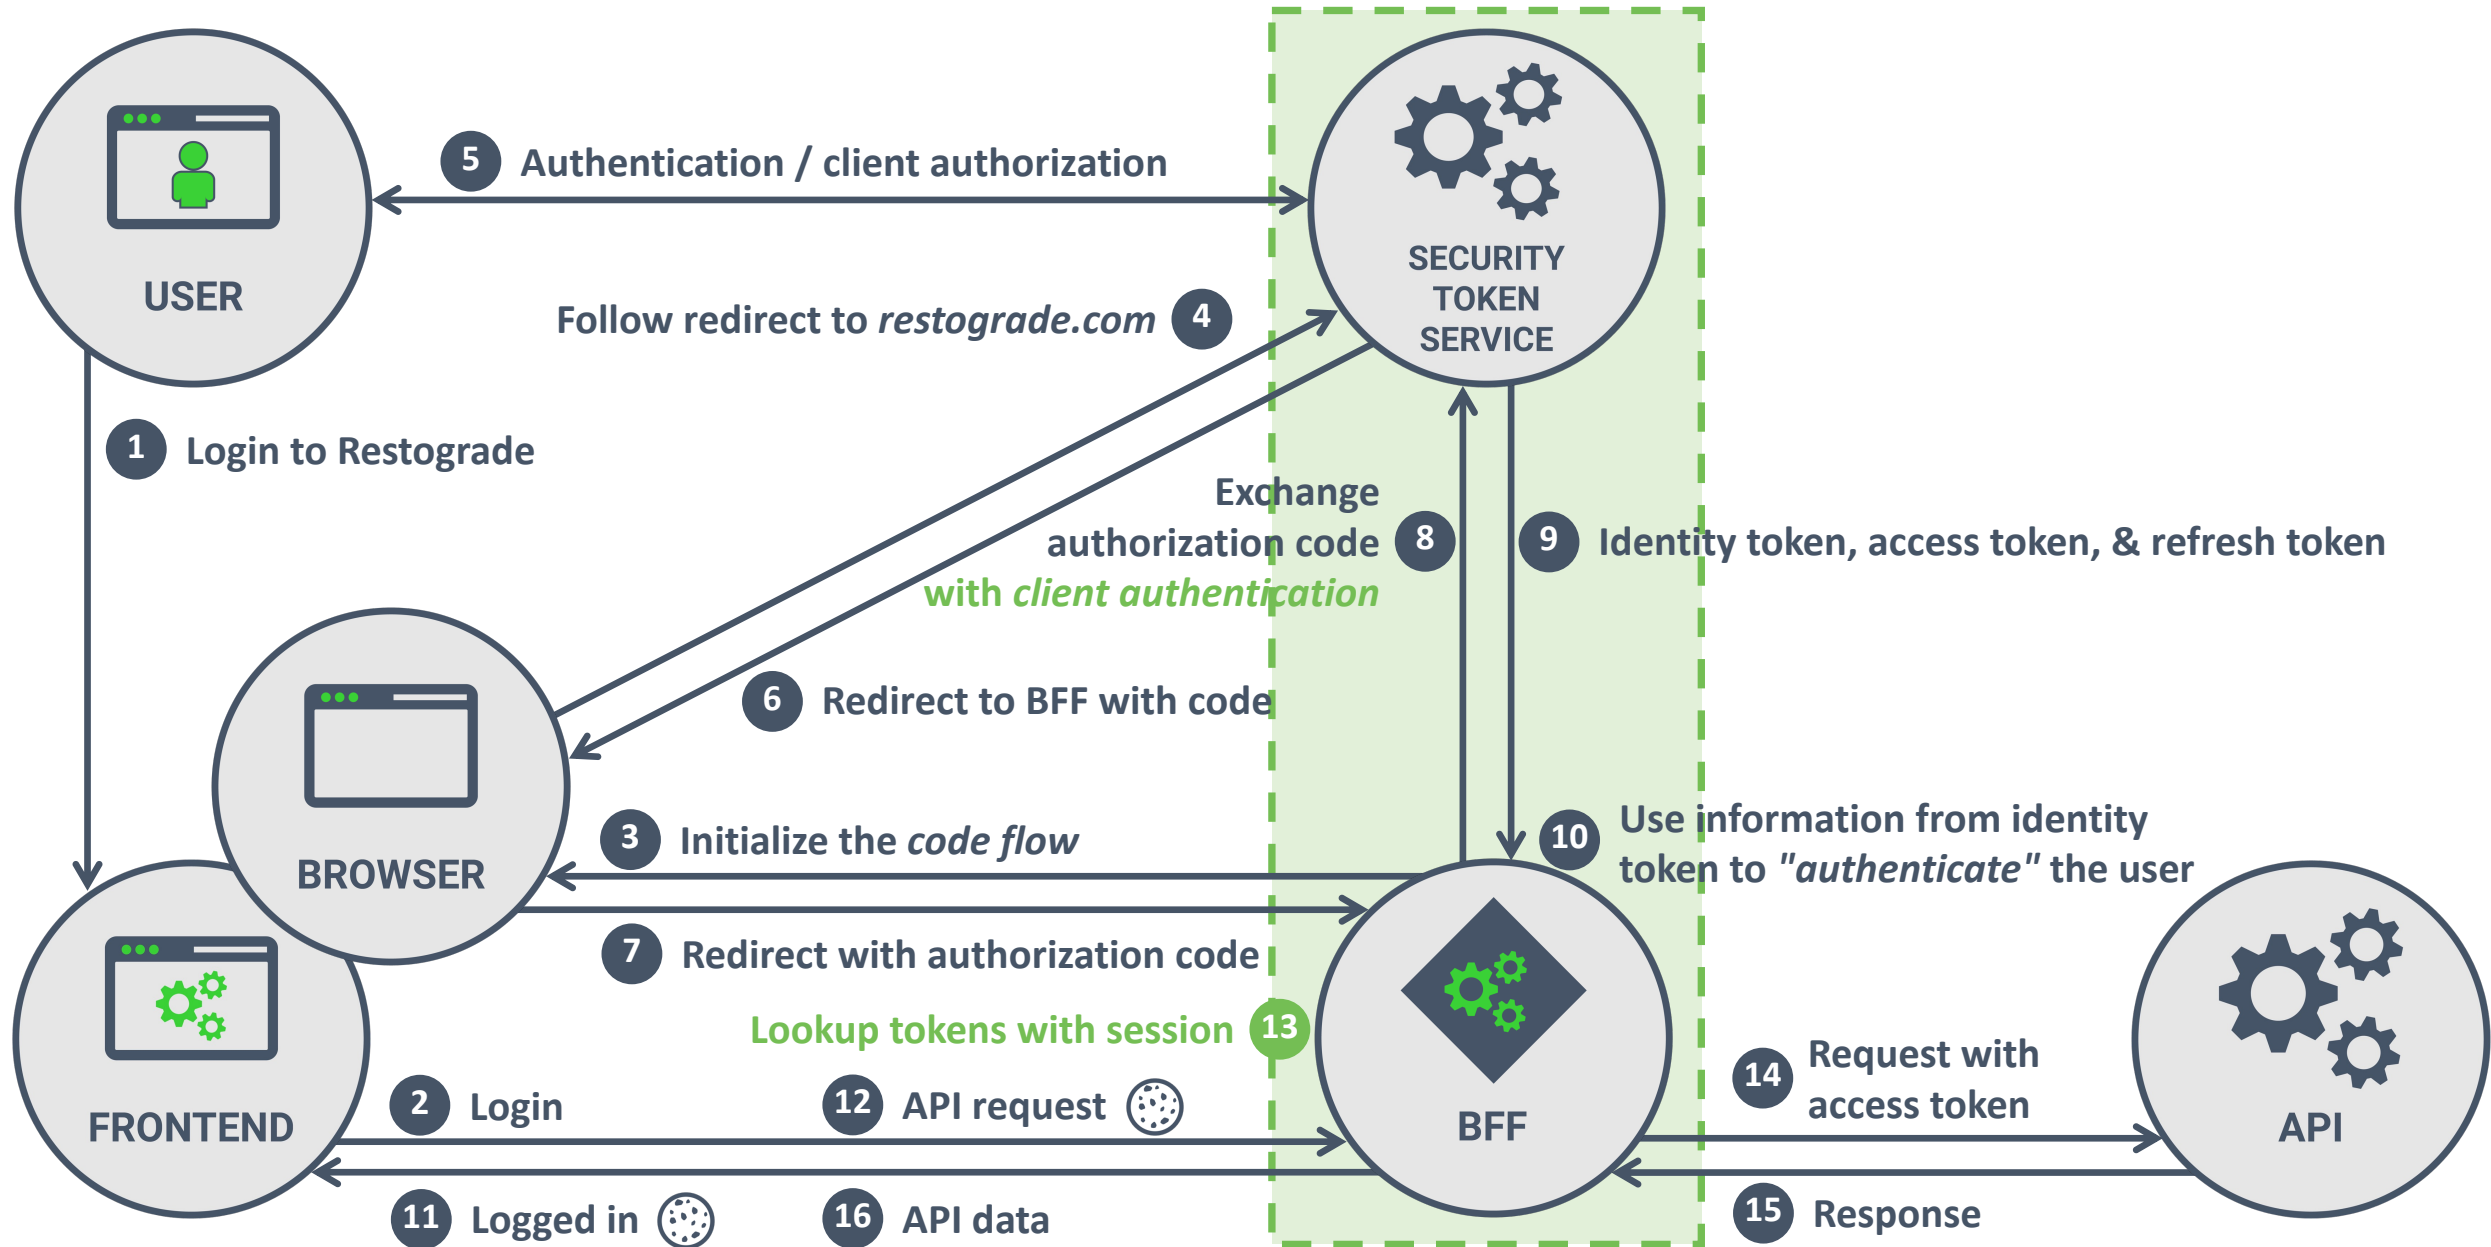 USER
5 Authentication / client authorization
SECURITY
TOKEN
SERVICE
Follow redirect to restograde.com 4
1 Login to Restograde
Exchange
authorization code
with client authentication
8
9 Identity token, access token, & refresh token
6 Redirect to BFF with code
BROWSER
3 Initialize the code flow
10 Use information from identity
token to "authenticate" the user
7 Redirect with authorization code
Lookup tokens with session 13
FRONTEND
2 Login
12 API request
BFF
14 Request with
access token
API
11 Logged in
16 API data
15 Response